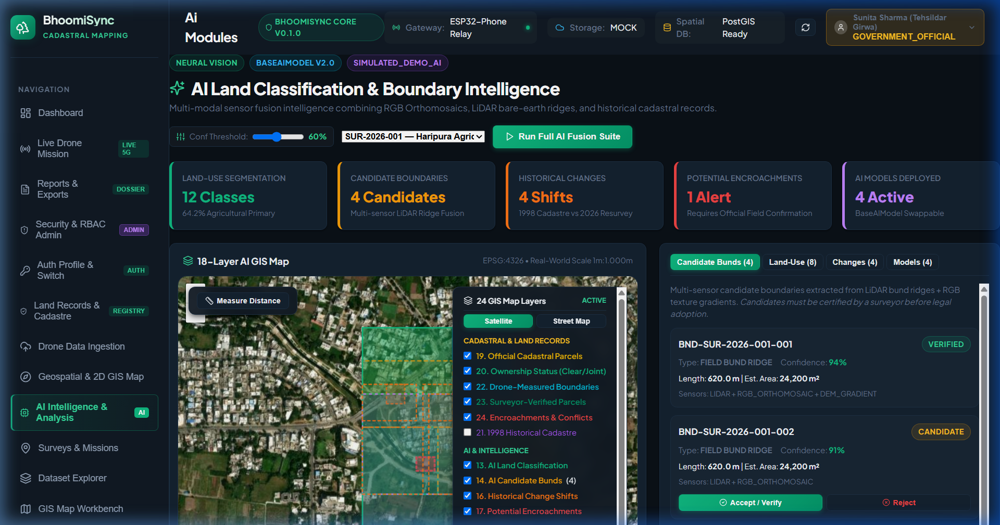 BhoomiSync
CADASTRAL MAPPING
NAVIGATION
Dashboard
Live Drone
Mission
LIVE
5G
Reports &
Exports
DOSSIER
Security & RBAC
Admin
ADMIN
Auth Profile &
Switch
AUTH
Land Records &
Cadastre
REGISTRY
Drone Data Ingestion
Geospatial & 2D GIS Map
AI Intelligence &
Analysis
AI
Surveys & Missions
Dataset Explorer
GIS Map Workbench
Ai
Modules
BHOOMISYNC CORE
V0.1.0
Gateway:
ESP32-Phone
Relay
Storage: MOCK
Spatial
DB:
PostGIS
Ready
Sunita Sharma (Tehsildar
Girwa)
GOVERNMENT_OFFICIAL
NEURAL VISION
BASEAIMODEL V2.0
SIMULATED_DEMO_AI
AI Land Classification & Boundary Intelligence
Multi-modal sensor fusion intelligence combining RGB Orthomosaics, LiDAR bare-earth ridges, and historical cadastral records.
Conf Threshold: 60%
SUR-2026-001 — Haripura Agric
Run Full AI Fusion Suite
LAND-USE SEGMENTATION
12 Classes
64.2% Agricultural Primary
CANDIDATE BOUNDARIES
4 Candidates
Multi-sensor LiDAR Ridge Fusion
HISTORICAL CHANGES
4 Shifts
1998 Cadastre vs 2026 Resurvey
POTENTIAL ENCROACHMENTS
1 Alert
Requires Official Field Confirmation
AI MODELS DEPLOYED
4 Active
BaseAIModel Swappable
18-Layer AI GIS Map
EPSG:4326 • Real-World Scale 1m:1.000m
Measure Distance
24 GIS Map Layers
ACTIVE
Satellite
Street Map
CADASTRAL & LAND RECORDS
19. Official Cadastral Parcels
20. Ownership Status (Clear/Joint)
22. Drone-Measured Boundaries
23. Surveyor-Verified Parcels
24. Encroachments & Conflicts
21. 1998 Historical Cadastre
AI & INTELLIGENCE
13. AI Land Classification
14. AI Candidate Bunds (4)
16. Historical Change Shifts
17. Potential Encroachments
Candidate Bunds (4)
Land-Use (8)
Changes (4)
Models (4)
Multi-sensor candidate boundaries extracted from LiDAR bund ridges + RGB
texture gradients. Candidates must be certified by a surveyor before legal
adoption.
BND-SUR-2026-001-001
VERIFIED
Type: FIELD BUND RIDGE Confidence: 94%
Length: 620.0 m | Est. Area: 24,200 m²
Sensors: LIDAR + RGB_ORTHOMOSAIC + DEM_GRADIENT
BND-SUR-2026-001-002
CANDIDATE
Type: FIELD BUND RIDGE Confidence: 91%
Length: 620.0 m | Est. Area: 24,200 m²
Sensors: LIDAR + RGB_ORTHOMOSAIC
Accept / Verify
Reject